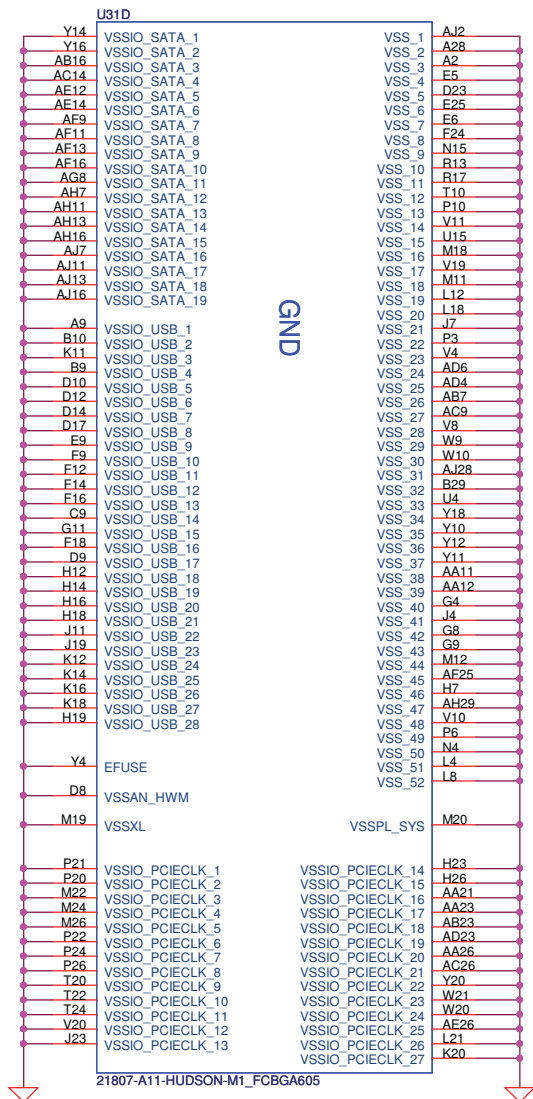 U31D
Y14 VSSIO_SATA_1
Y16 VSSIO_SATA_2
AB16 VSSIO_SATA_3
AC14 VSSIO_SATA_4
AE12 VSSIO_SATA_5
AE14 VSSIO_SATA_6
AF9 VSSIO_SATA_7
AF11 VSSIO_SATA_8
AF13 VSSIO_SATA_9
AF16 VSSIO_SATA_10
AG8 VSSIO_SATA_11
AH7 VSSIO_SATA_12
AH11 VSSIO_SATA_13
AH13 VSSIO_SATA_14
AH16 VSSIO_SATA_15
AJ7 VSSIO_SATA_16
AJ11 VSSIO_SATA_17
AJ13 VSSIO_SATA_18
AJ16 VSSIO_SATA_19
A9 VSSIO_USB_1
B10 VSSIO_USB_2
K11 VSSIO_USB_3
B9 VSSIO_USB_4
D10 VSSIO_USB_5
D12 VSSIO_USB_6
D14 VSSIO_USB_7
D17 VSSIO_USB_8
E9 VSSIO_USB_9
F9 VSSIO_USB_10
F12 VSSIO_USB_11
F14 VSSIO_USB_12
F16 VSSIO_USB_13
C9 VSSIO_USB_14
G11 VSSIO_USB_15
F18 VSSIO_USB_16
D9 VSSIO_USB_17
H12 VSSIO_USB_18
H14 VSSIO_USB_19
H16 VSSIO_USB_20
H18 VSSIO_USB_21
J11 VSSIO_USB_22
J19 VSSIO_USB_23
K12 VSSIO_USB_24
K14 VSSIO_USB_25
K16 VSSIO_USB_26
K18 VSSIO_USB_27
H19 VSSIO_USB_28
Y4 EFUSE
D8 VSSAN_HWM
M19 VSSXL
P21 VSSIO_PCIECLK_1
P20 VSSIO_PCIECLK_2
M22 VSSIO_PCIECLK_3
M24 VSSIO_PCIECLK_4
M26 VSSIO_PCIECLK_5
P22 VSSIO_PCIECLK_6
P24 VSSIO_PCIECLK_7
P26 VSSIO_PCIECLK_8
T20 VSSIO_PCIECLK_9
T22 VSSIO_PCIECLK_10
T24 VSSIO_PCIECLK_11
V20 VSSIO_PCIECLK_12
J23 VSSIO_PCIECLK_13
GND
VSS_1 AJ2
VSS_2 A28
VSS_3 A2
VSS_4 E5
VSS_5 D23
VSS_6 E25
VSS_7 E6
VSS_8 F24
VSS_9 N15
VSS_10 R13
VSS_11 R17
VSS_12 T10
VSS_13 P10
VSS_14 V11
VSS_15 U15
VSS_16 M18
VSS_17 V19
VSS_18 M11
VSS_19 L12
VSS_20 L18
VSS_21 J7
VSS_22 P3
VSS_23 V4
VSS_24 AD6
VSS_25 AD4
VSS_26 AB7
VSS_27 AC9
VSS_28 V8
VSS_29 W9
VSS_30 W10
VSS_31 AJ28
VSS_32 B29
VSS_33 U4
VSS_34 Y18
VSS_35 Y10
VSS_36 Y12
VSS_37 Y11
VSS_38 AA11
VSS_39 AA12
VSS_40 G4
VSS_41 J4
VSS_42 G8
VSS_43 G9
VSS_44 M12
VSS_45 AF25
VSS_46 H7
VSS_47 AH29
VSS_48 V10
VSS_49 P6
VSS_50 N4
VSS_51 L4
VSS_52 L8
VSSPL_SYS M20
VSSIO_PCIECLK_14 H23
VSSIO_PCIECLK_15 H26
VSSIO_PCIECLK_16 AA21
VSSIO_PCIECLK_17 AA23
VSSIO_PCIECLK_18 AB23
VSSIO_PCIECLK_19 AD23
VSSIO_PCIECLK_20 AA26
VSSIO_PCIECLK_21 AC26
VSSIO_PCIECLK_22 Y20
VSSIO_PCIECLK_23 W21
VSSIO_PCIECLK_24 W20
VSSIO_PCIECLK_25 AE26
VSSIO_PCIECLK_26 L21
VSSIO_PCIECLK_27 K20
21807-A11-HUDSON-M1_FCBGA605